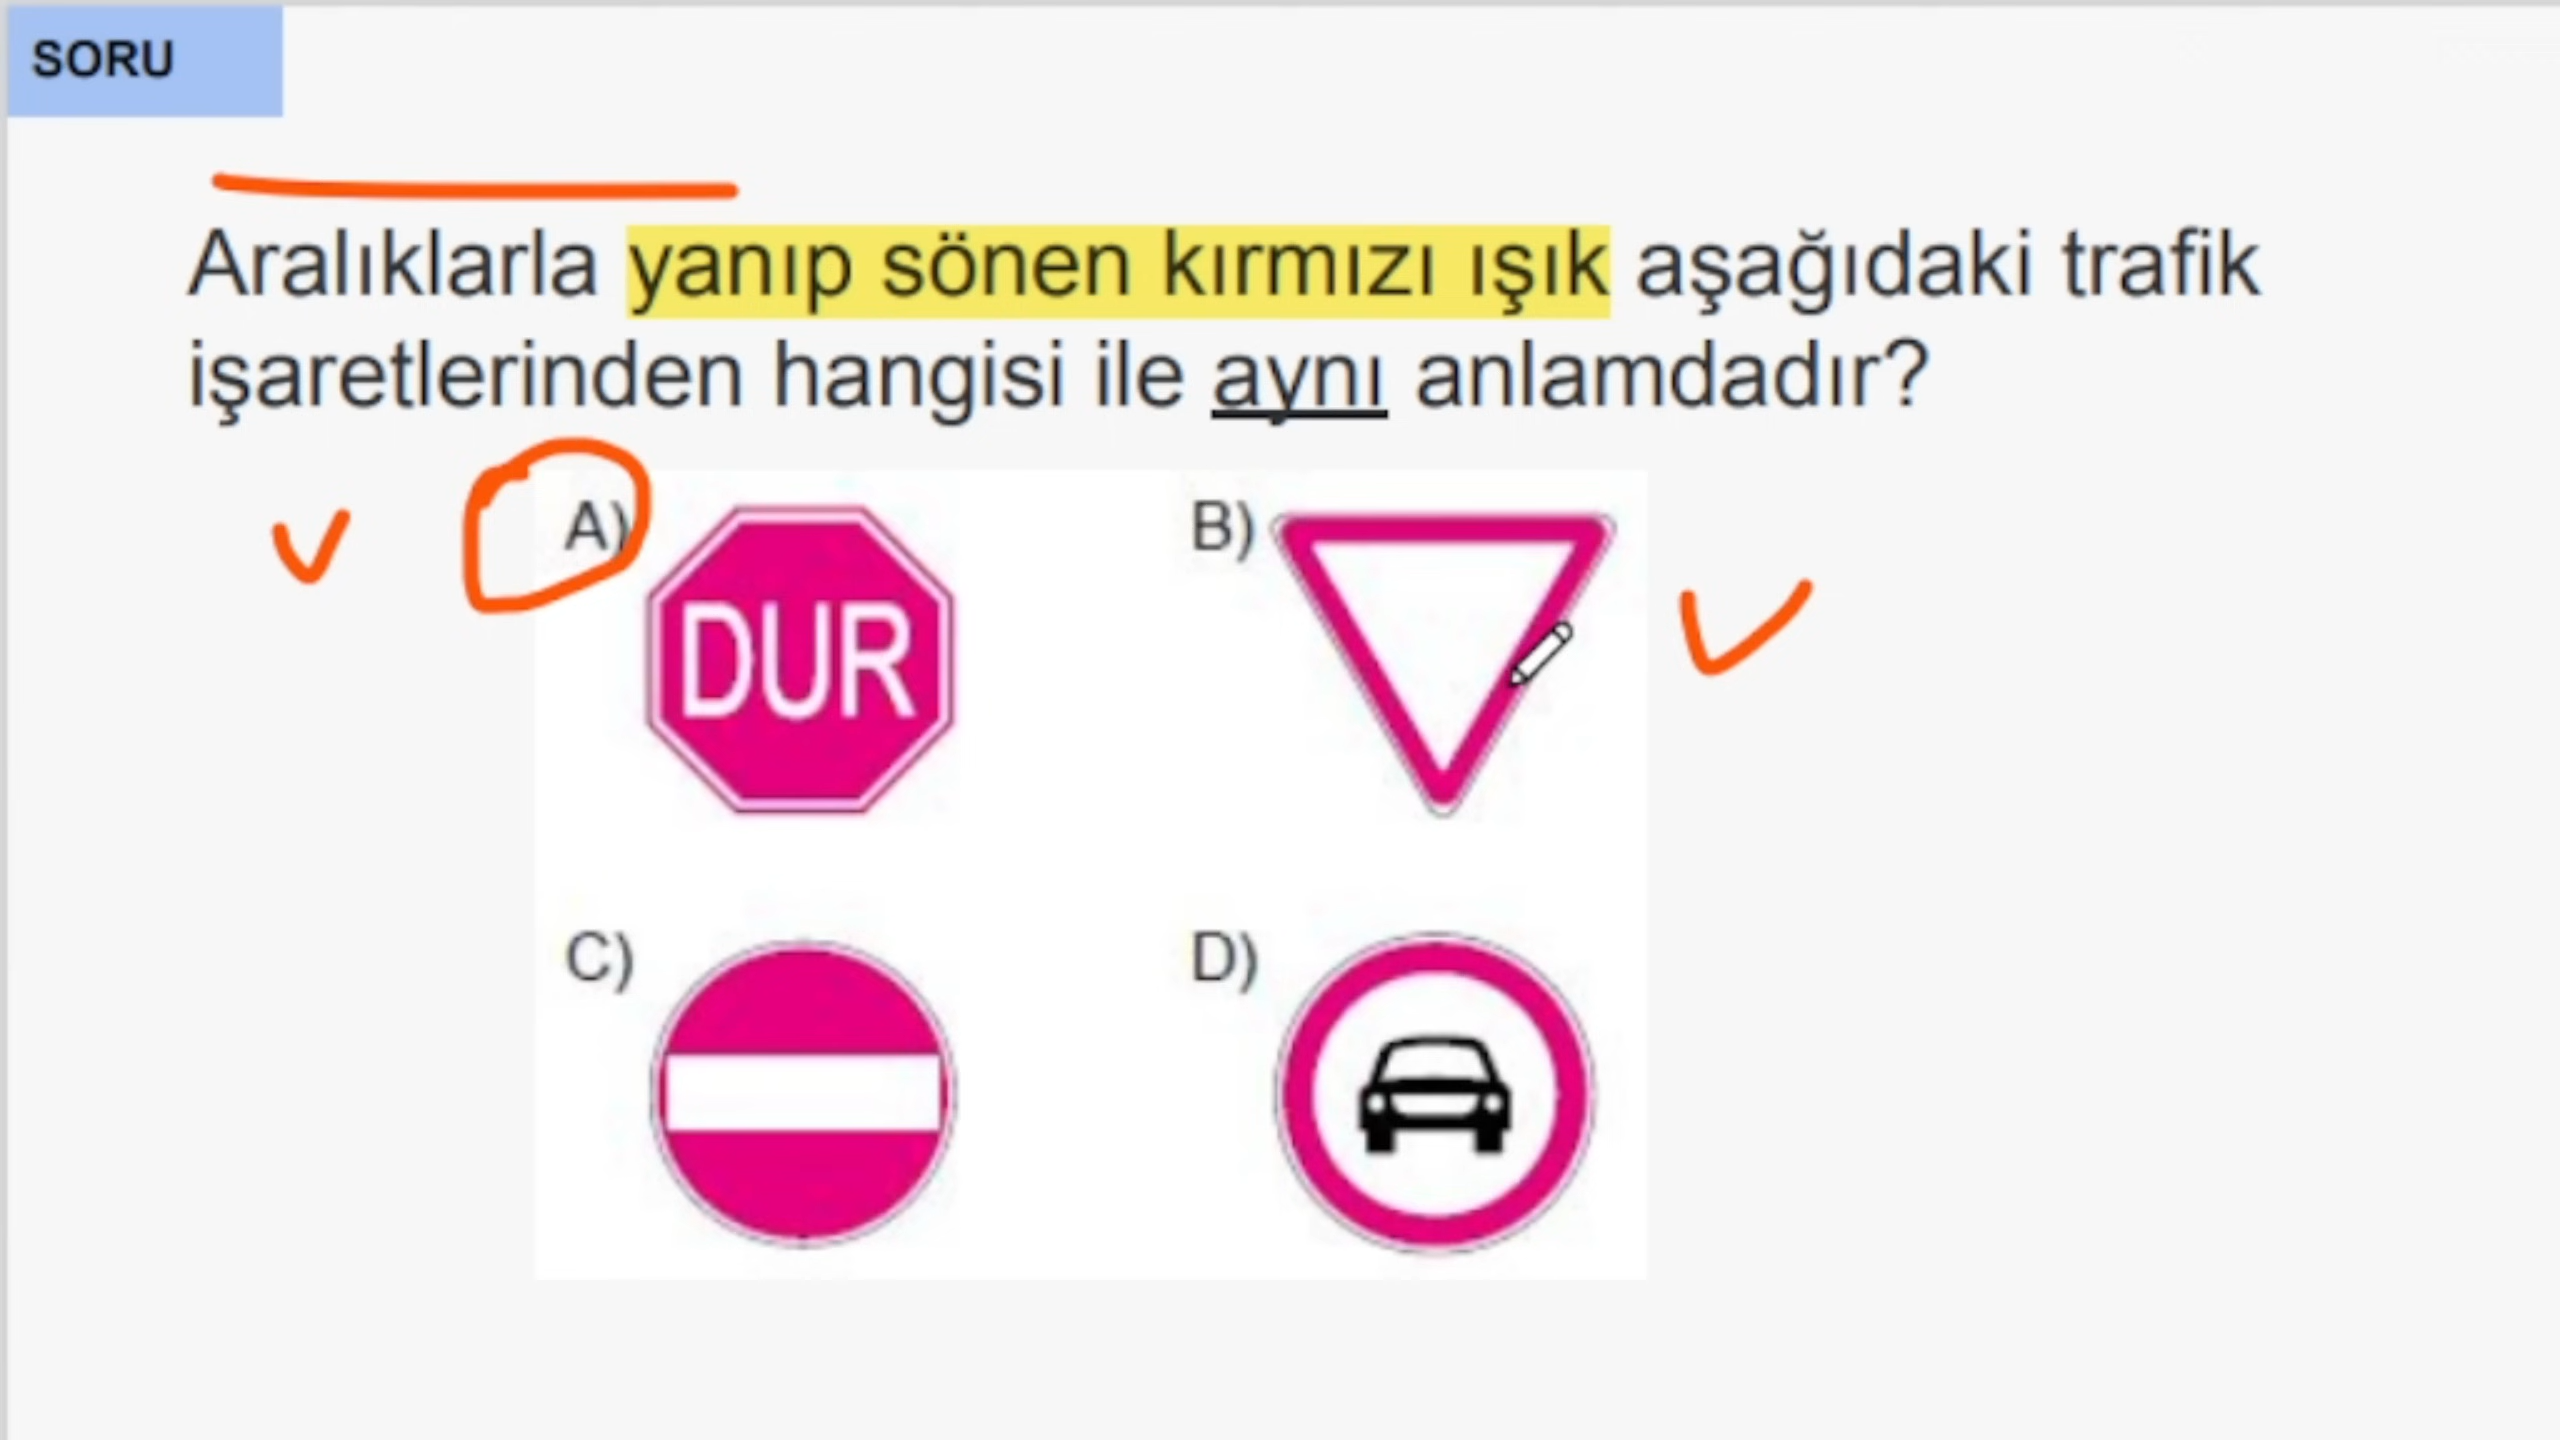 SORU
Aralıklarla yanıp sönen kırmızı ışık aşağıdaki trafik
işaretlerinden hangisi ile aynı anlamdadır?
A)
DUR
B)
C)
D)